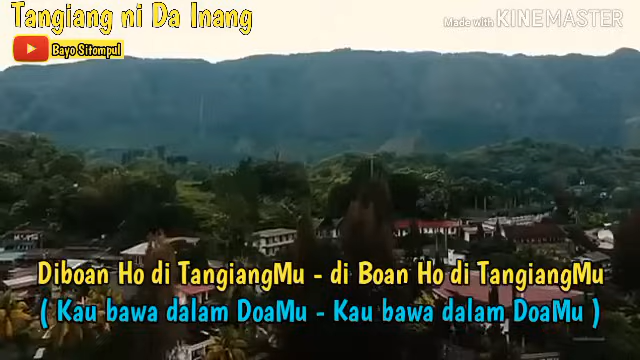 Tangiang ni Da Inang
Made with KINEMASTER
Bayo Sitompul
Diboan Ho di TangiangMu - di Boan Ho di TangiangMu
( Kau bawa dalam DoaMu - Kau bawa dalam DoaMu )